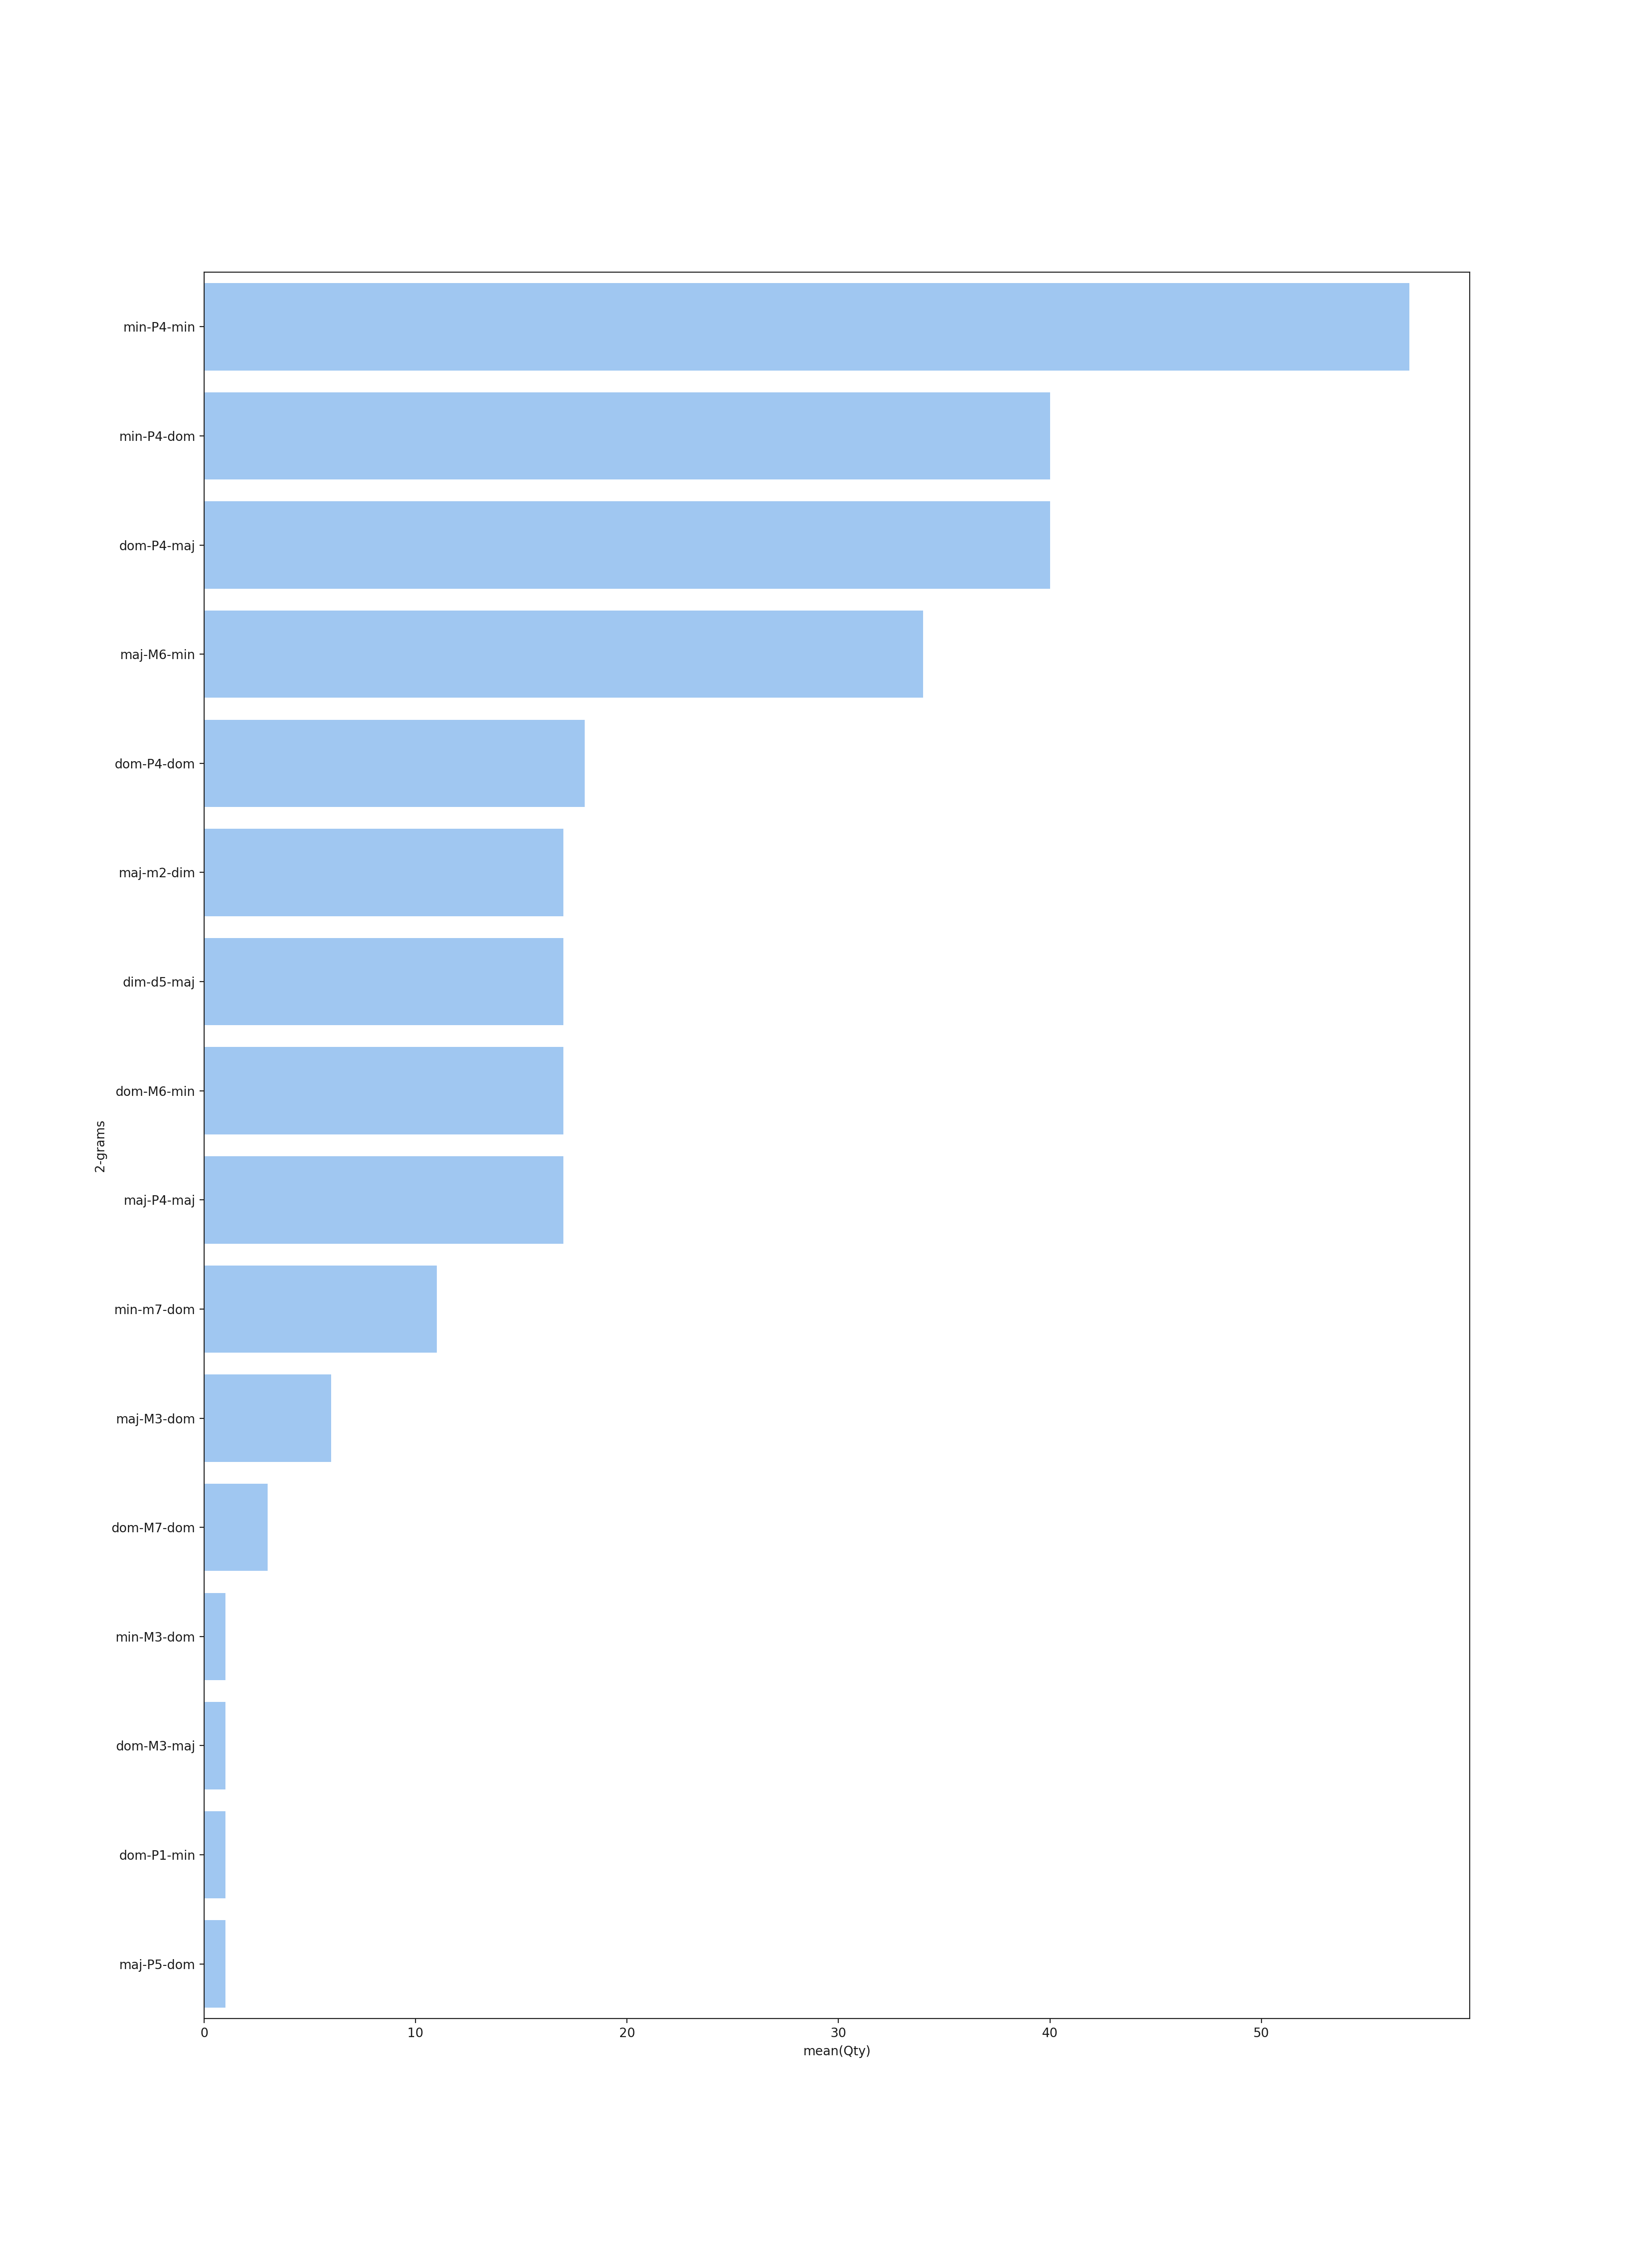 min-P4-min
min-P4-dom
dom-P4-maj
maj-M6-min
dom-P4-dom
maj-m2-dim
dim-d5-maj
dom-M6-min
maj-P4-maj
min-m7-dom
maj-M3-dom
dom-M7-dom
min-M3-dom
dom-M3-maj
dom-P1-min
maj-P5-dom
2-grams
0 10 20 30 40 50
mean(Qty)